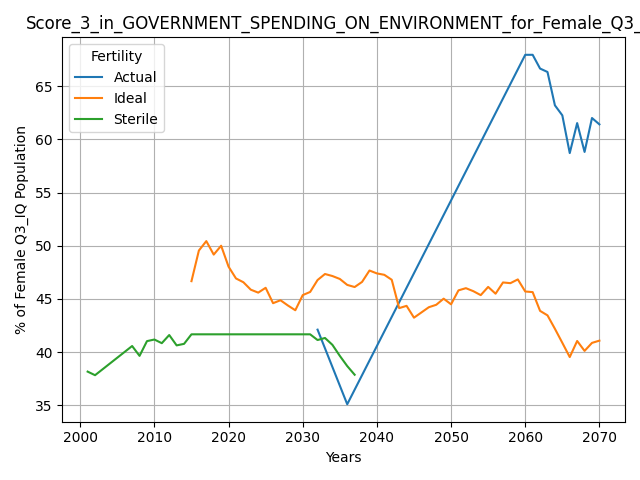 Score_3_in_GOVERNMENT_SPENDING_ON_ENVIRONMENT_for_Female_Q3_
Fertility
Actual
Ideal
Sterile
% of Female Q3_IQ Population
65
60
55
50
45
40
35
2000 2010 2020 2030 2040 2050 2060 2070
Years